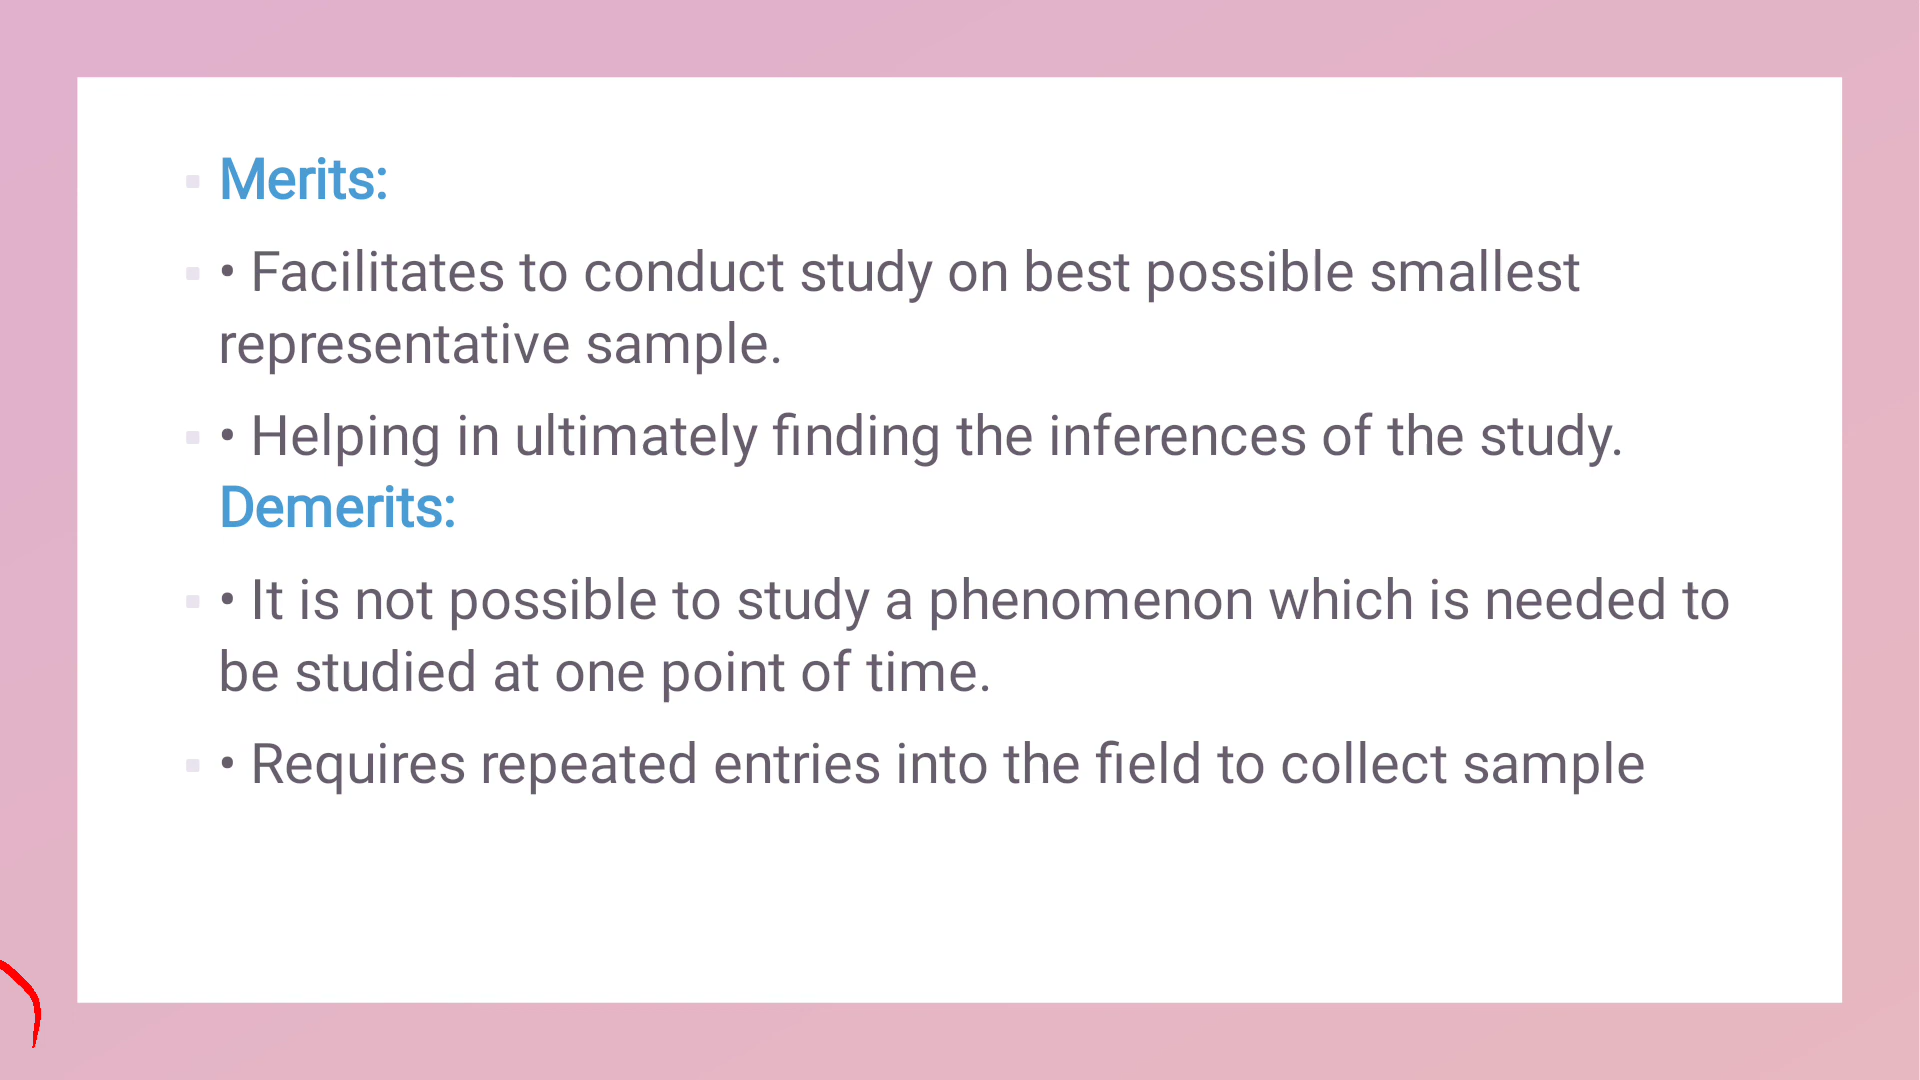 Merits:
• Facilitates to conduct study on best possible smallest
representative sample.
• Helping in ultimately finding the inferences of the study.
Demerits:
• It is not possible to study a phenomenon which is needed to
be studied at one point of time.
• Requires repeated entries into the field to collect sample